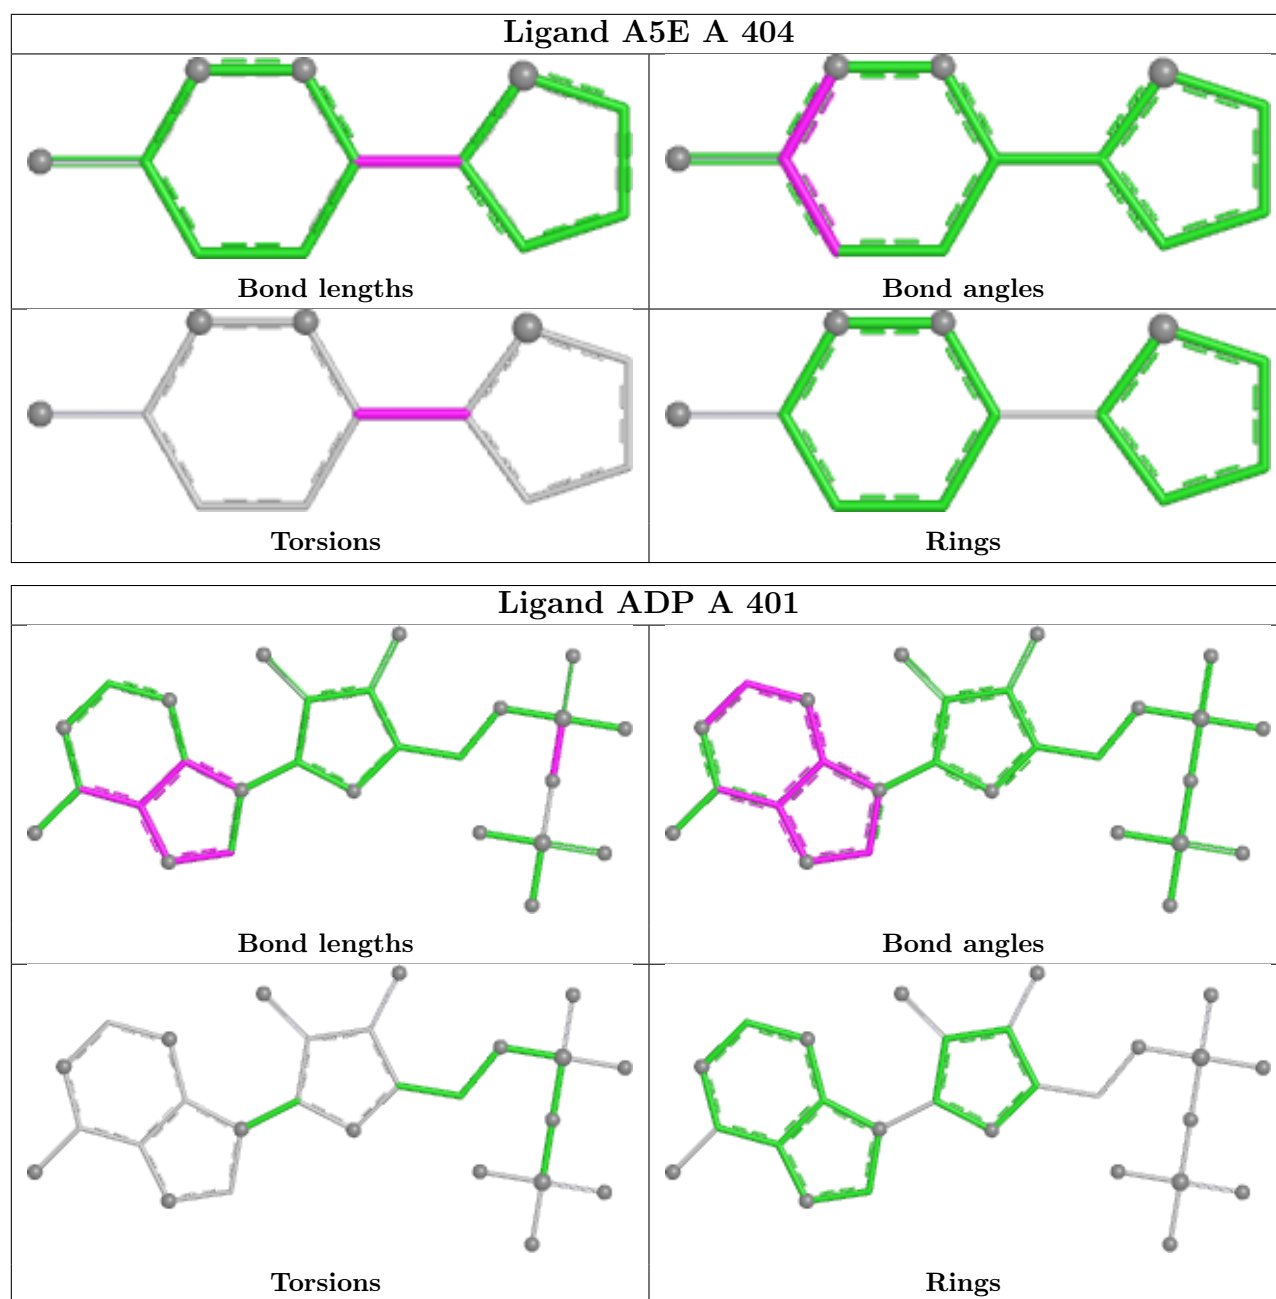 Ligand A5E A 404
Bond lengths
Bond angles
Torsions
Rings
Ligand ADP A 401
Bond lengths
Bond angles
Torsions
Rings